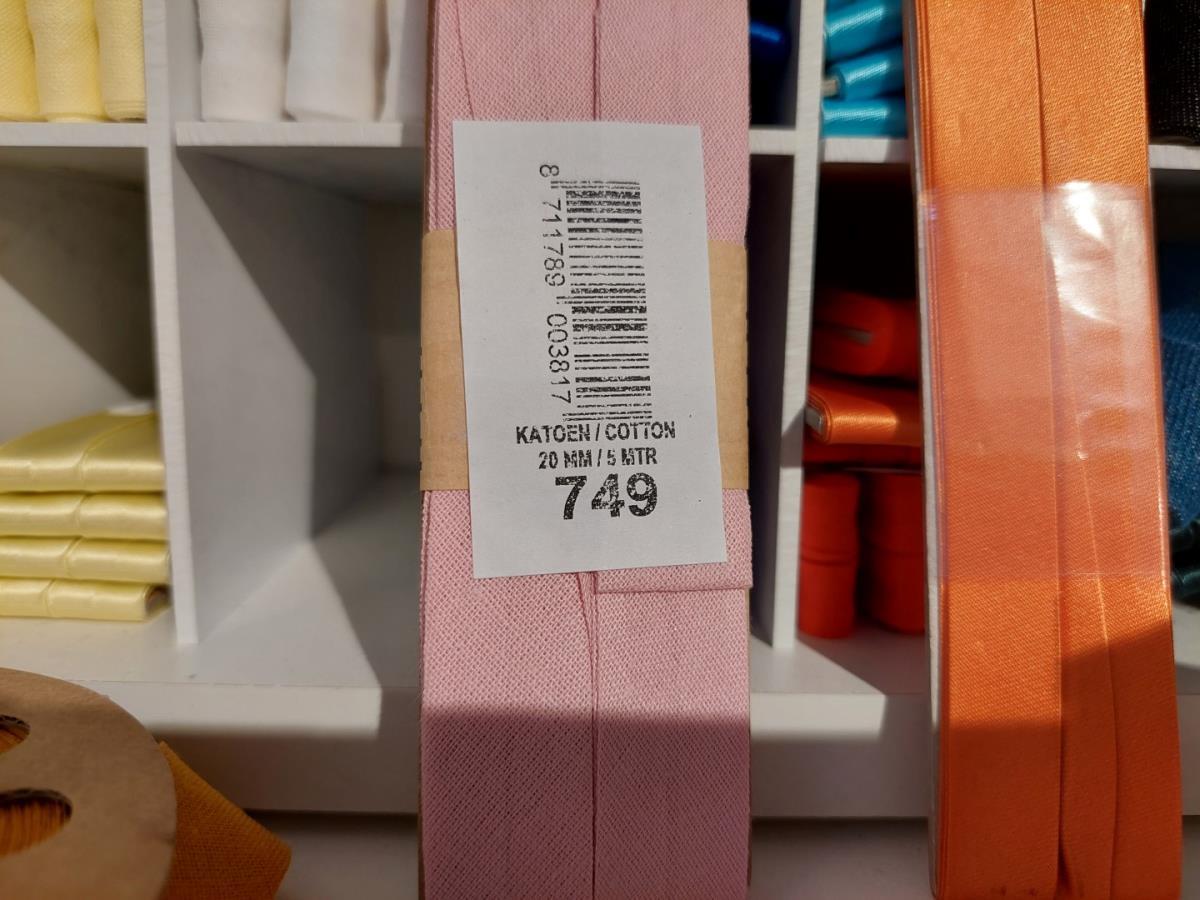 8 711789 003817
KATOEN / COTTON
20 MM / 5 MTR
749